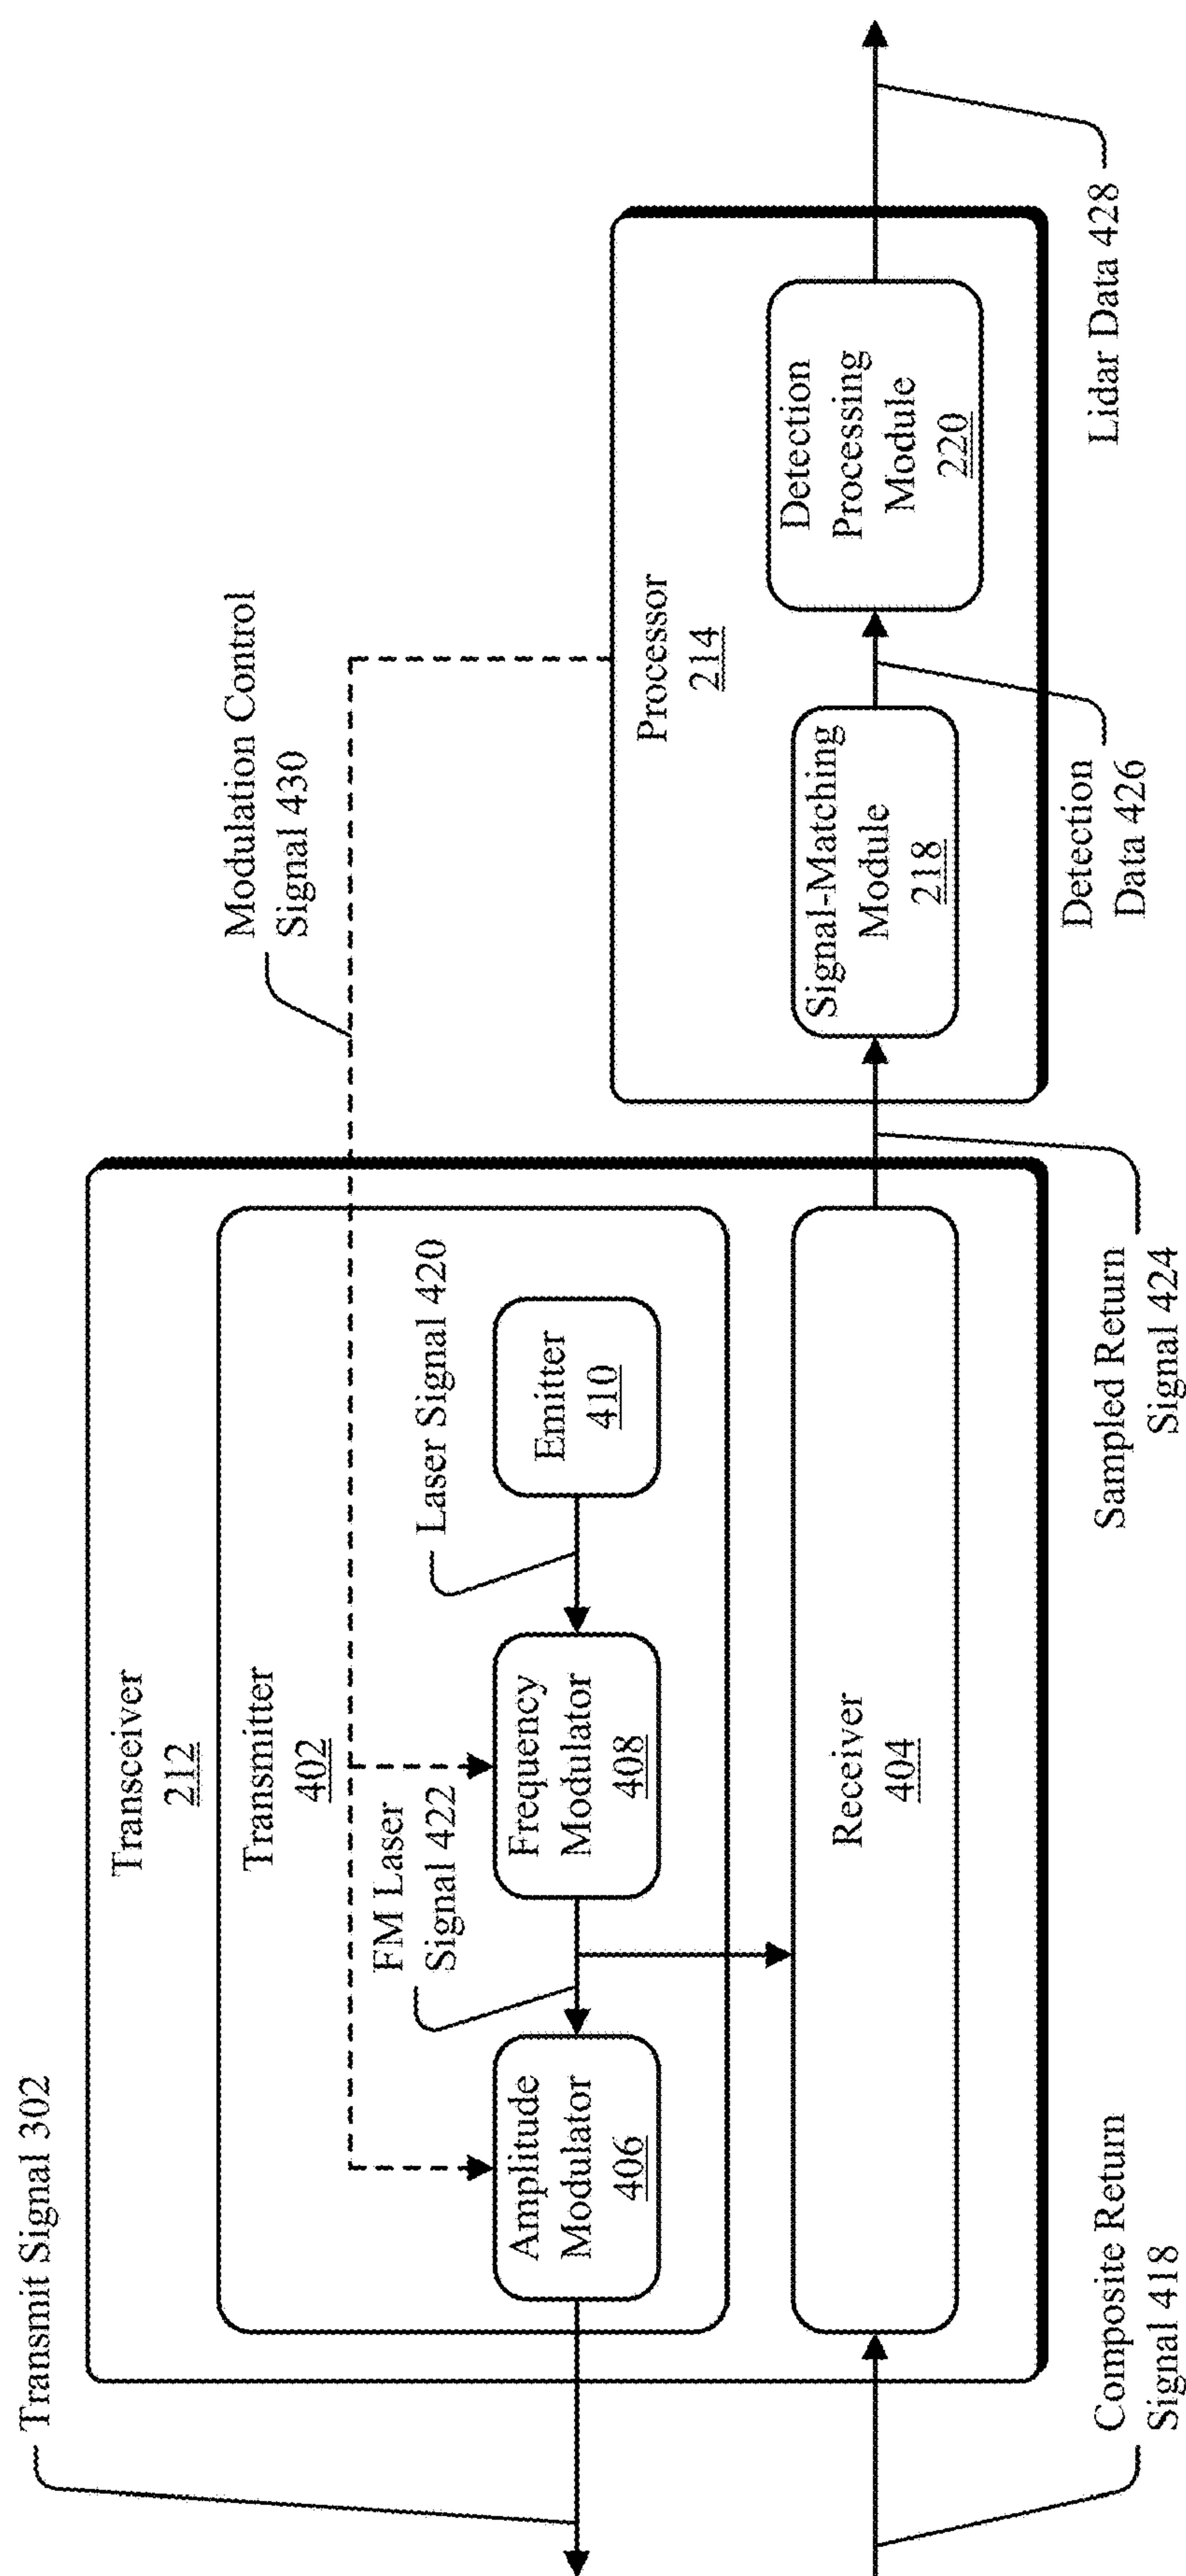 Transmit Signal 302
Modulation Control
Signal 430
Transceiver
212
Transmitter
402
FM Laser
Signal 422
Laser Signal 420
Amplitude
Modulator
406
Frequency
Modulator
408
Emitter
410
Receiver
404
Processor
214
Signal-Matching
Module
218
Detection
Processing
Module
220
Composite Return
Signal 418
Sampled Return
Signal 424
Detection
Data 426
Lidar Data 428